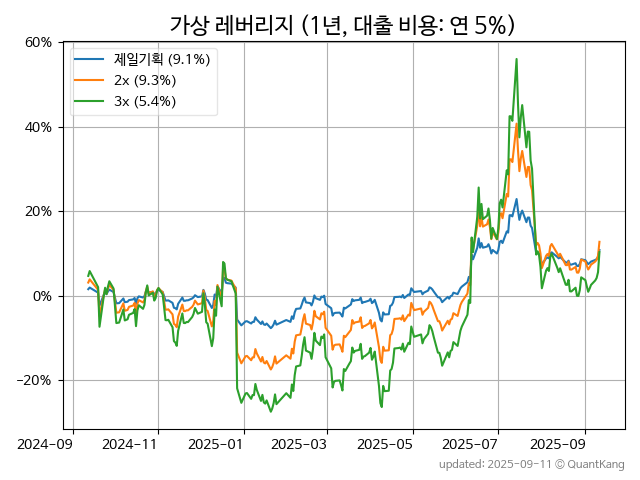 가상 레버리지 (1년, 대출 비용: 연 5%)
제일기획 (9.1%)
2x (9.3%)
3x (5.4%)
60%
40%
20%
0%
−20%
2024-09
2024-11
2025-01
2025-03
2025-05
2025-07
2025-09
updated: 2025-09-11 © QuantKang